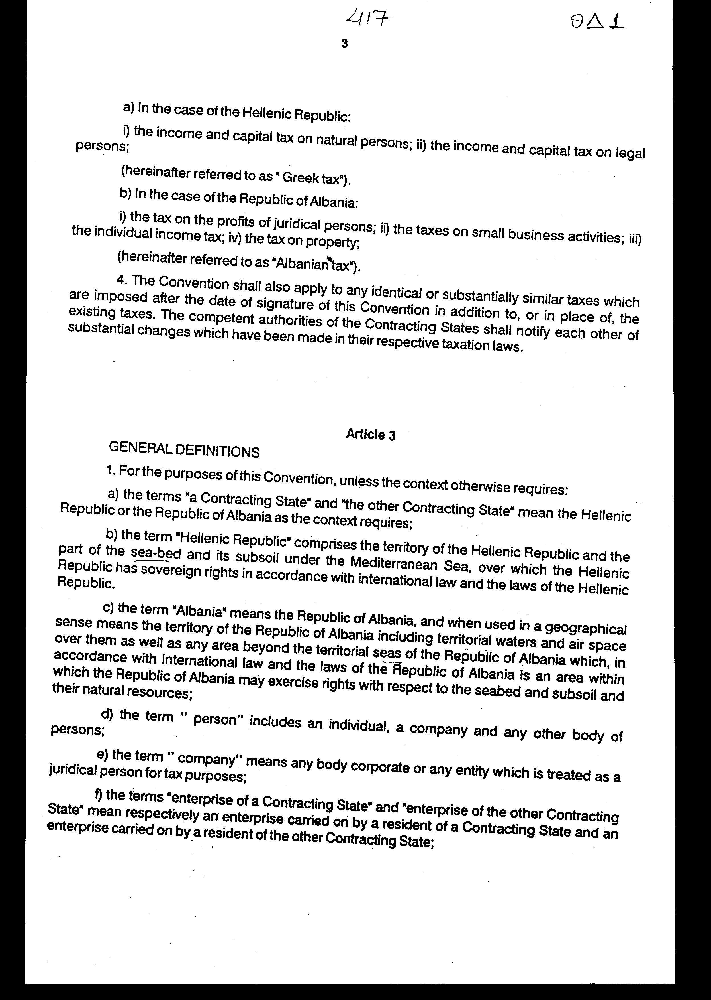 417
3
a) In the case of the Hellenic Republic:
i) the income and capital tax on natural persons; ii) the income and capital tax on legal
persons;
(hereinafter referred to as " Greek tax").
b) In the case of the Republic of Albania:
i) the tax on the profits of juridical persons; ii) the taxes on small business activities; iii)
the individual income tax; iv) the tax on property;
(hereinafter referred to as "Albanian tax").
4. The Convention shall also apply to any identical or substantially similar taxes which
are imposed after the date of signature of this Convention in addition to, or in place of, the
existing taxes. The competent authorities of the Contracting States shall notify each other of
substantial changes which have been made in their respective taxation laws.
Article 3
GENERAL DEFINITIONS
1. For the purposes of this Convention, unless the context otherwise requires:
a) the terms "a Contracting State" and "the other Contracting State" mean the Hellenic
Republic or the Republic of Albania as the context requires;
b) the term "Hellenic Republic" comprises the territory of the Hellenic Republic and the
part of the sea-bed and its subsoil under the Mediterranean Sea, over which the Hellenic
Republic has sovereign rights in accordance with international law and the laws of the Hellenic
Republic.
c) the term "Albania" means the Republic of Albania, and when used in a geographical
sense means the territory of the Republic of Albania including territorial waters and air space
over them as well as any area beyond the territorial seas of the Republic of Albania which, in
accordance with international law and the laws of the Republic of Albania is an area within
which the Republic of Albania may exercise rights with respect to the seabed and subsoil and
their natural resources;
d) the term " person" includes an individual, a company and any other body of
persons;
e) the term " company" means any body corporate or any entity which is treated as a
juridical person for tax purposes;
f) the terms "enterprise of a Contracting State" and "enterprise of the other Contracting
State" mean respectively an enterprise carried on by a resident of a Contracting State and an
enterprise carried on by a resident of the other Contracting State;